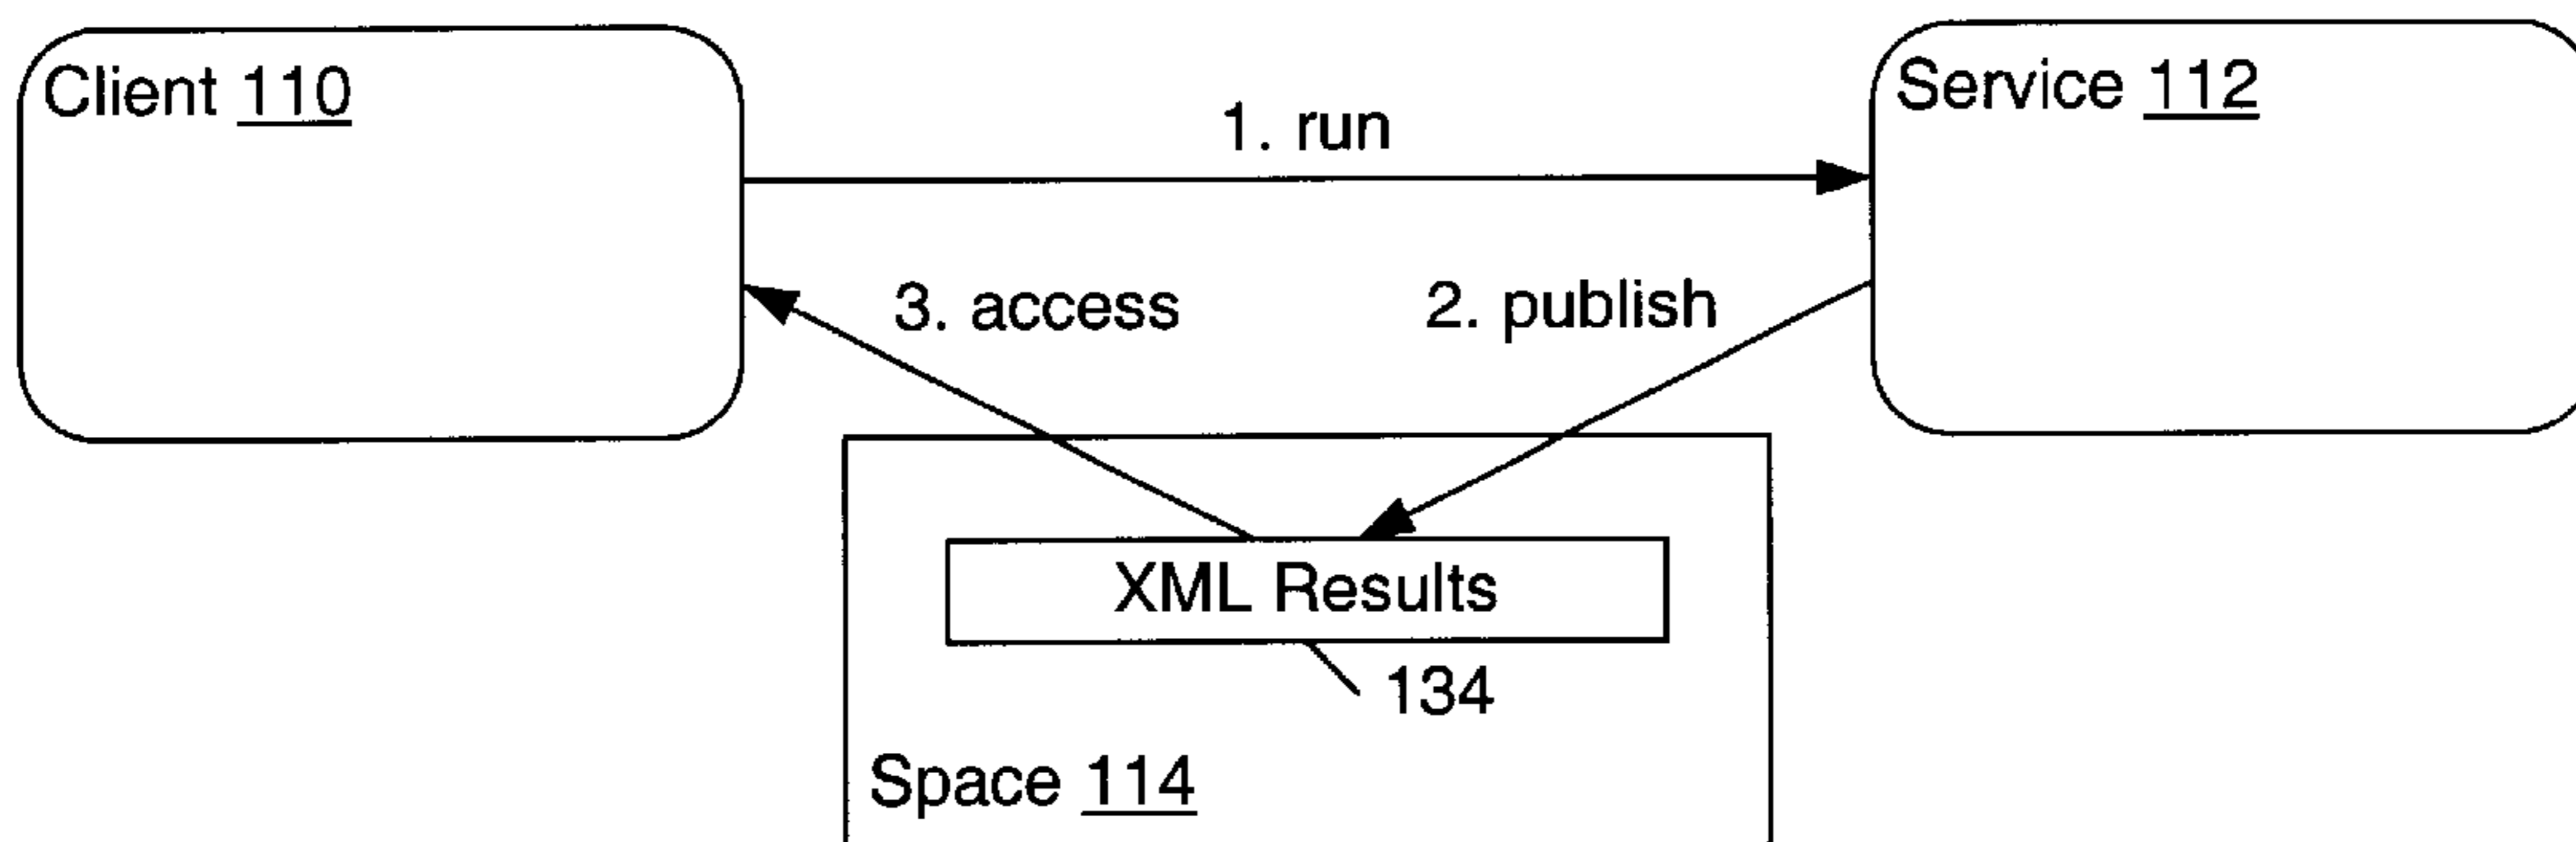 Client 110
Service 112
1. run
3. access
2. publish
XML Results
134
Space 114